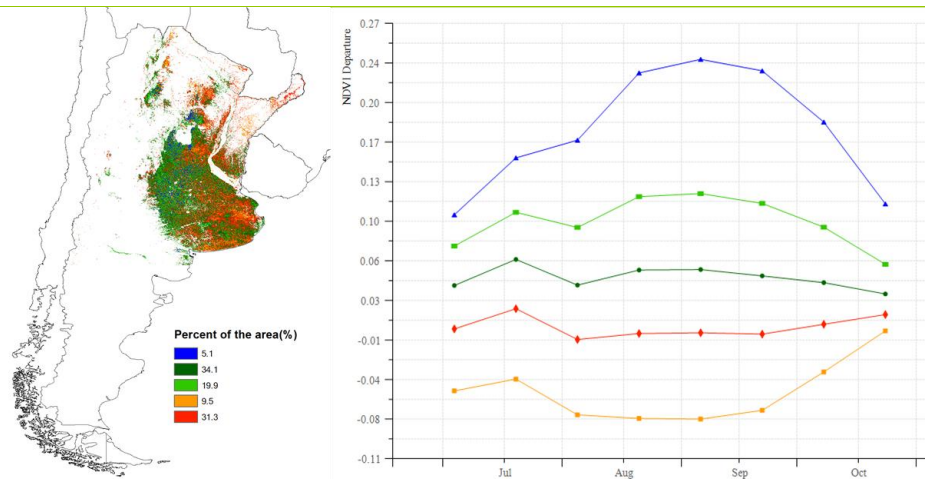 Percent of the area(%)
5.1
34.1
19.9
9.5
31.3
NDVI Departure
0.27
0.24
0.20
0.17
0.13
0.10
0.06
0.03
-0.01
-0.04
-0.08
-0.11
Jul
Aug
Sep
Oct